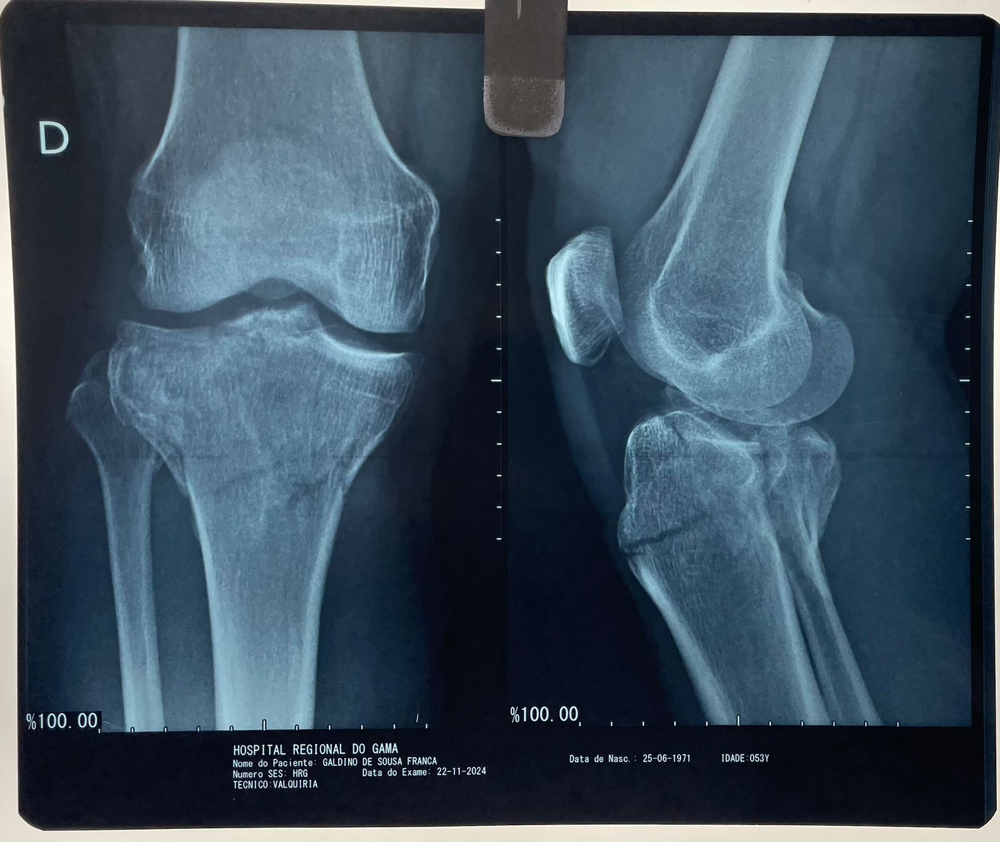 D
%100.00
%100.00
HOSPITAL REGIONAL DO GAMA
Nome do Paciente: GALDINO DE SOUSA FRANCA
Numero SES: HRG Data do Exame: 22-11-2024
TECNICO:VALQUIRIA
Data de Nasc.: 25-06-1971 IDADE:053Y